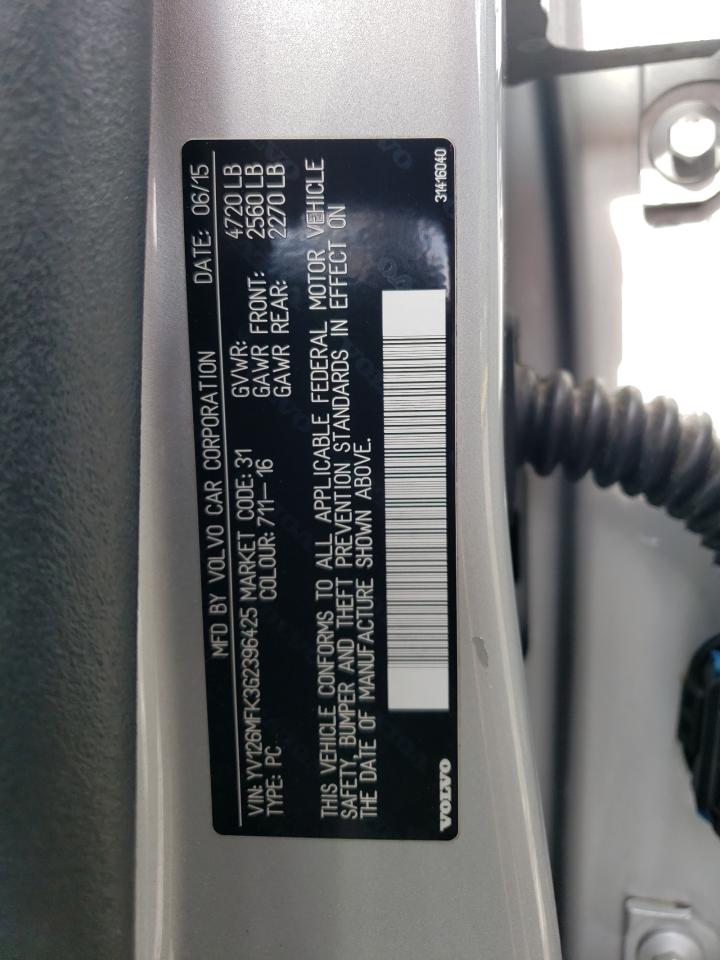 MFD BY VOLVO CAR CORPORATION DATE: 06/15
VIN: YV126MFK3G2396425 MARKET CODE: 31 GVWR: 4720 LB
TYPE: PC COLOUR: 711-16 GAWR FRONT: 2560 LB
GAWR REAR: 2270 LB
THIS VEHICLE CONFORMS TO ALL APPLICABLE FEDERAL MOTOR VEHICLE
SAFETY, BUMPER AND THEFT PREVENTION STANDARDS IN EFFECT ON
THE DATE OF MANUFACTURE SHOWN ABOVE.
VOLVO 31416040